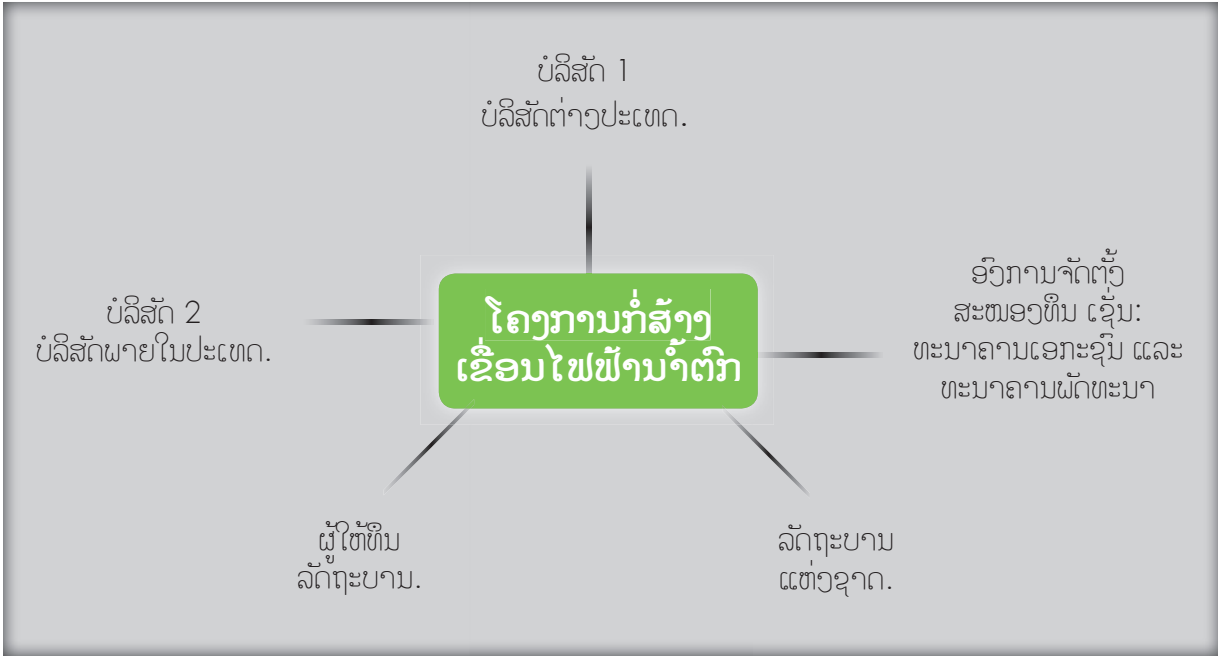 ບໍລິສັດ 1
ບໍລິສັດຕ່າງປະເທດ.
ໂຄງການກໍ່ສ້າງ
ເຂື່ອນໄຟຟ້ານ້ຳຕົກ
ບໍລິສັດ 2
ບໍລິສັດພາຍໃນປະເທດ.
ອົງການຈັດຕັ້ງ
ສະໜອງທຶນ ເຊັ່ນ:
ທະນາຄານເອກະຊົນ ແລະ
ທະນາຄານພັດທະນາ
ຜູ້ໃຫ້ທຶນ
ລັດຖະບານ.
ລັດຖະບານ
ແຫ່ງຊາດ.